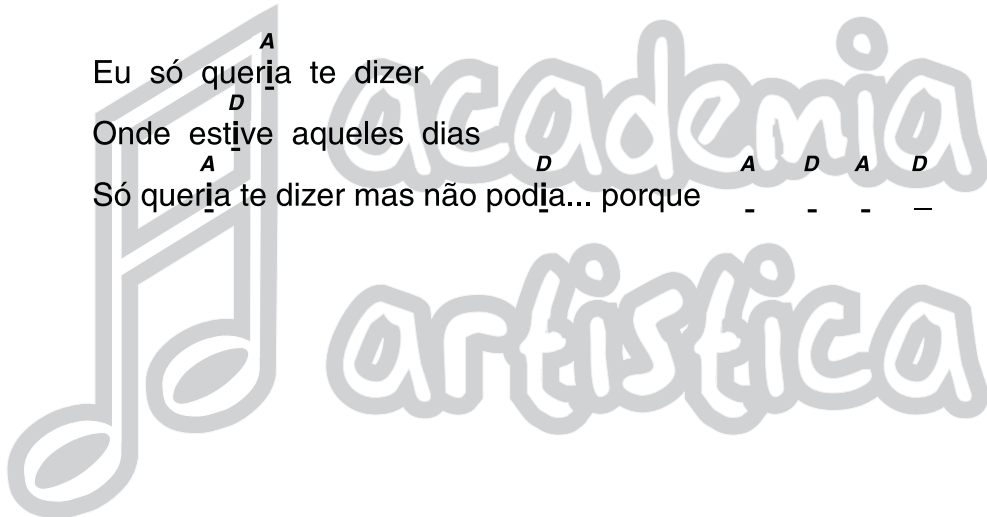 A
Eu só queria te dizer
D
Onde estive aqueles dias
A D A D A D
Só queria te dizer mas não podia... porque - - - _
academia
artistica